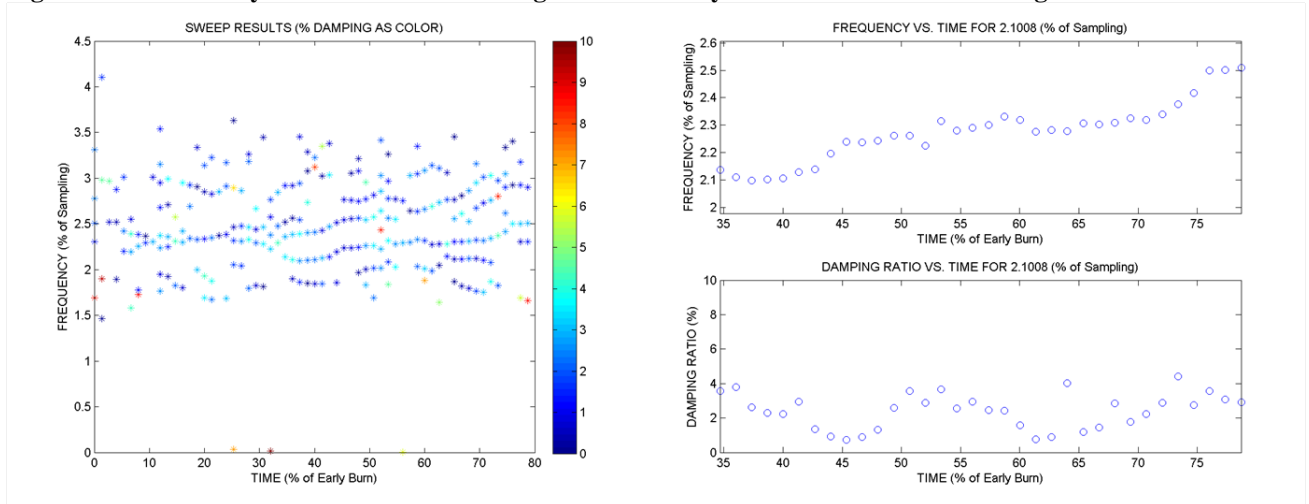 SWEEP RESULTS (% DAMPING AS COLOR)
4.5
4
3.5
3
2.5
2
1.5
1
0.5
0
FREQUENCY (% of Sampling)
0 10 20 30 40 50 60 70 80
TIME (% of Early Burn)
10
9
8
7
6
5
4
3
2
1
0
FREQUENCY VS. TIME FOR 2.1008 (% of Sampling)
2.6
2.5
2.4
2.3
2.2
2.1
2
FREQUENCY (% of Sampling)
35 40 45 50 55 60 65 70 75
TIME (% of Early Burn)
DAMPING RATIO VS. TIME FOR 2.1008 (% of Sampling)
10
8
6
4
2
0
DAMPING RATIO (%)
35 40 45 50 55 60 65 70 75
TIME (% of Early Burn)